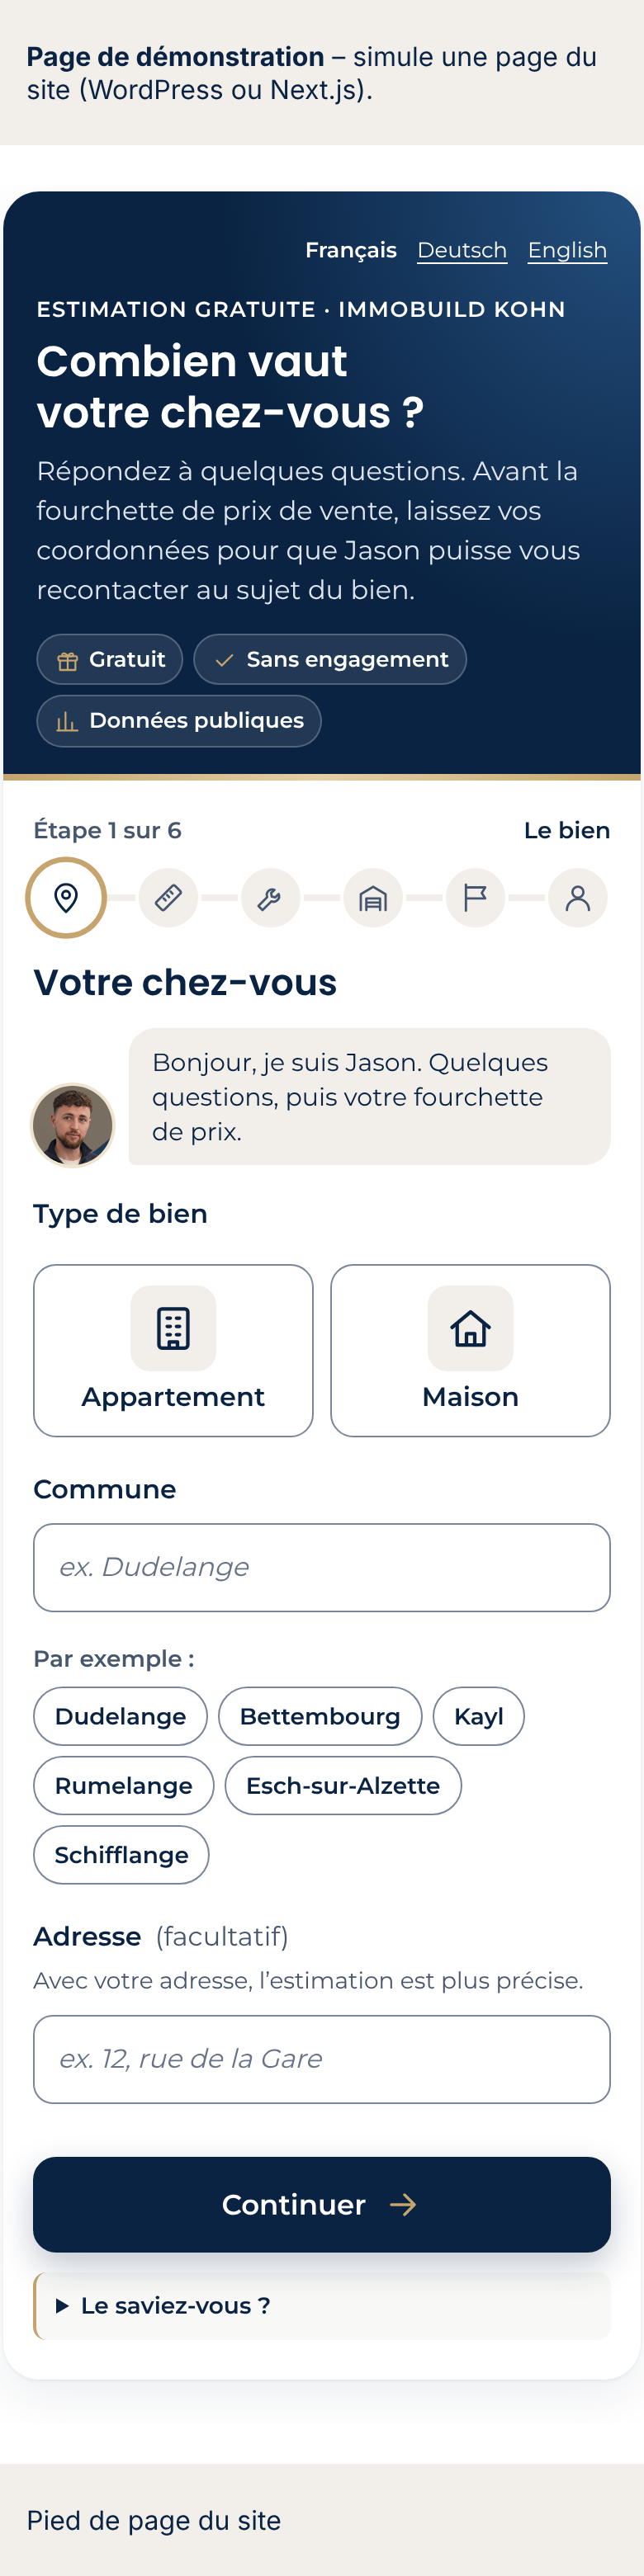 Page de démonstration – simule une page du
site (WordPress ou Next.js).
Français Deutsch English
ESTIMATION GRATUITE · IMMOBUILD KOHN
Combien vaut
votre chez-vous ?
Répondez à quelques questions. Avant la
fourchette de prix de vente, laissez vos
coordonnées pour que Jason puisse vous
recontacter au sujet du bien.
Gratuit Sans engagement
Données publiques
Étape 1 sur 6 Le bien
Votre chez-vous
Bonjour, je suis Jason. Quelques
questions, puis votre fourchette
de prix.
Type de bien
Appartement Maison
Commune
ex. Dudelange
Par exemple :
Dudelange Bettembourg Kayl
Rumelange Esch-sur-Alzette
Schifflange
Adresse (facultatif)
Avec votre adresse, l’estimation est plus précise.
ex. 12, rue de la Gare
Continuer
Le saviez-vous ?
Pied de page du site